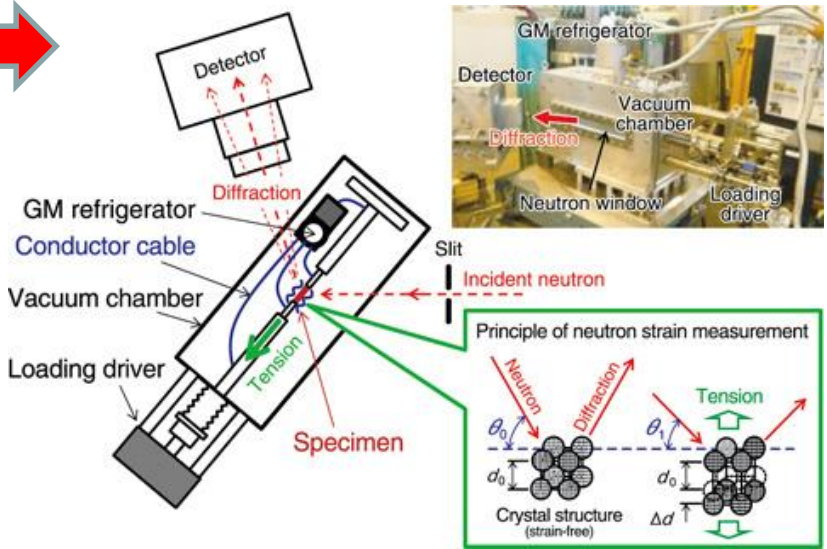 Detector
Diffraction
GM refrigerator
Conductor cable
Vacuum chamber
Loading driver
Tension
Specimen
Slit
Incident neutron
GM refrigerator
Detector
Vacuum
chamber
Diffraction
Neutron window
Loading
driver
Principle of neutron strain measurement
Neutron
Diffraction
θ0
d0
Crystal structure
(strain-free)
Tension
θ1
d0
Δd